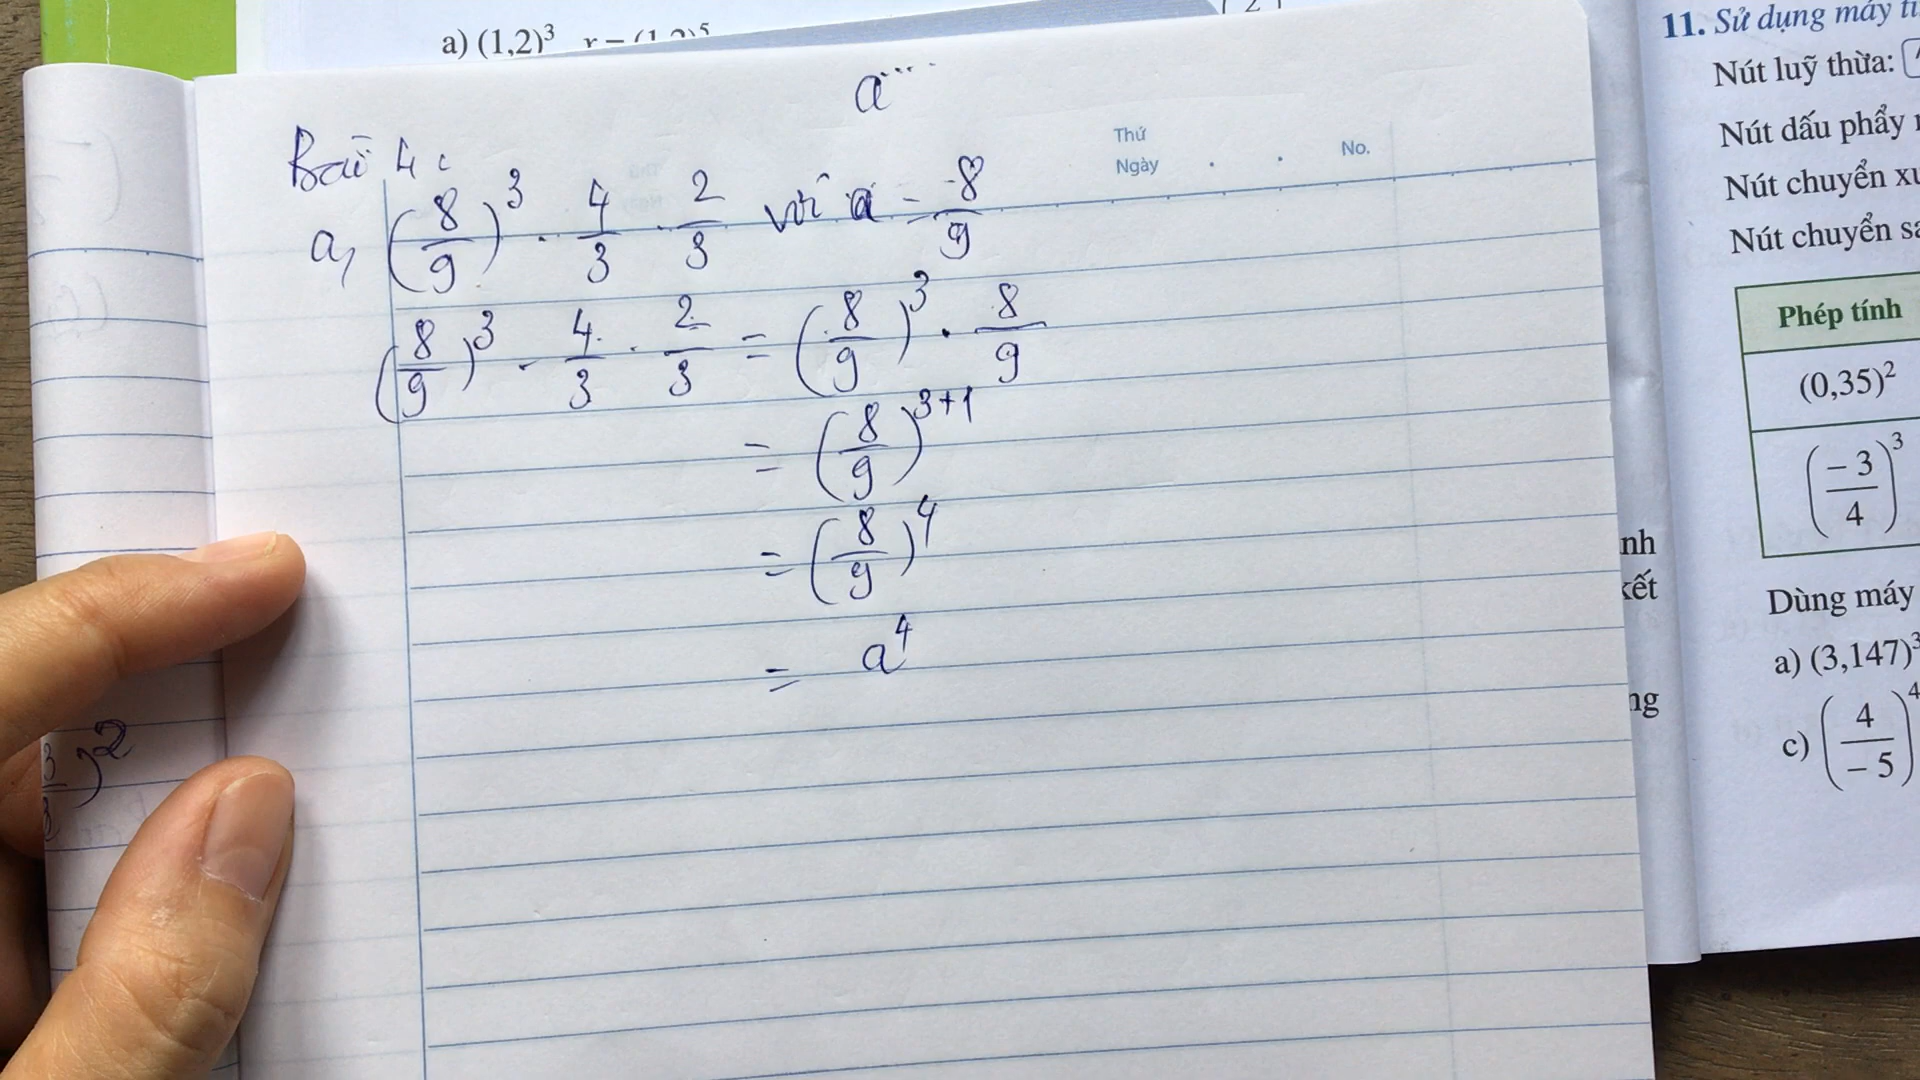 a) (1,2)³
a....
Bài 4:
Thứ
Ngày . . No.
a, (8/9)³ · 4/3 · 2/3 với a = 8/9
(8/9)³ · 4/3 · 2/3 = (8/9)³ · 8/9
= (8/9)³⁺¹
= (8/9)⁴
= a⁴
)²
11. Sử dụng máy
Nút luỹ thừa:
Nút dấu phẩy
Nút chuyển
Nút chuyển
Phép tính
(0,35)²
(−3/4)³
nh
kết
ng
Dùng máy
a) (3,147)³
c) (4/−5)⁴